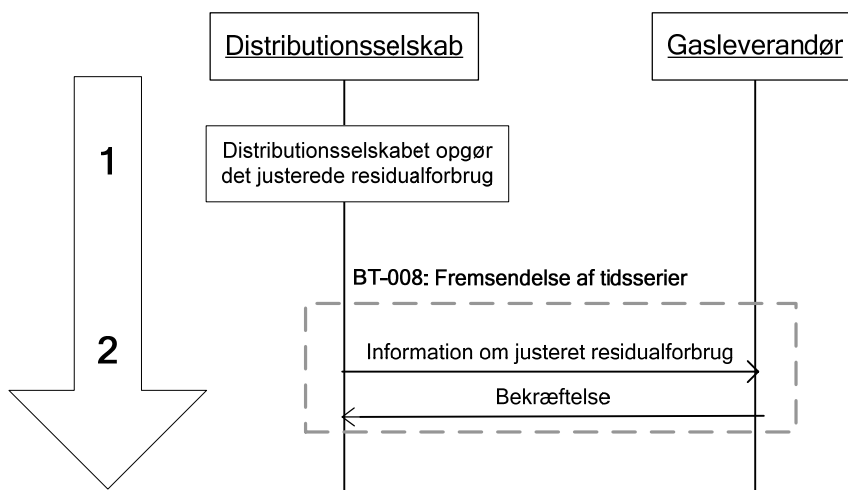 Distributionsselskab
Gasleverandør
1
Distributionsselskabet opgør
det justerede residualforbrug
BT-008: Fremsendelse af tidsserier
2
Information om justeret residualforbrug
Bekræftelse